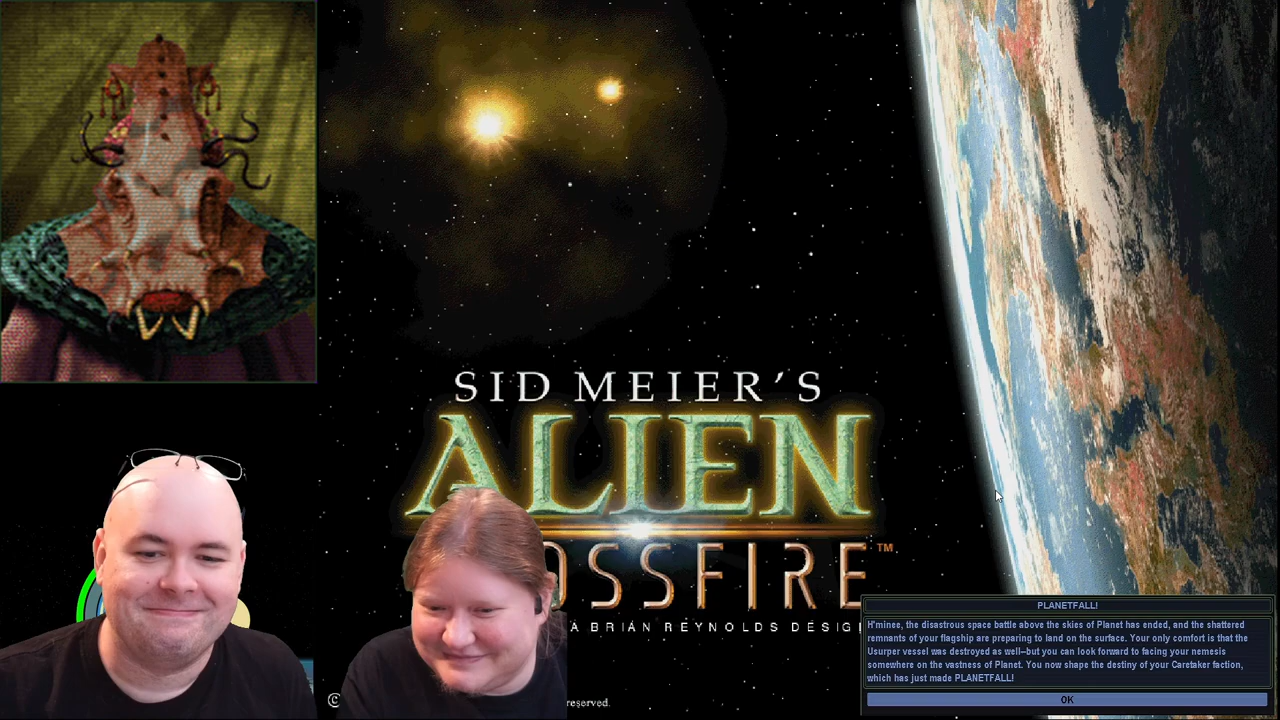 SID MEIER'S
ALIEN
OSSFIRE™
A BRIAN REYNOLDS DESIG
©
reserved.
PLANETFALL!
H'minee, the disastrous space battle above the skies of Planet has ended, and the shattered
remnants of your flagship are preparing to land on the surface. Your only comfort is that the
Usurper vessel was destroyed as well–but you can look forward to facing your nemesis
somewhere on the vastness of Planet. You now shape the destiny of your Caretaker faction,
which has just made PLANETFALL!
OK